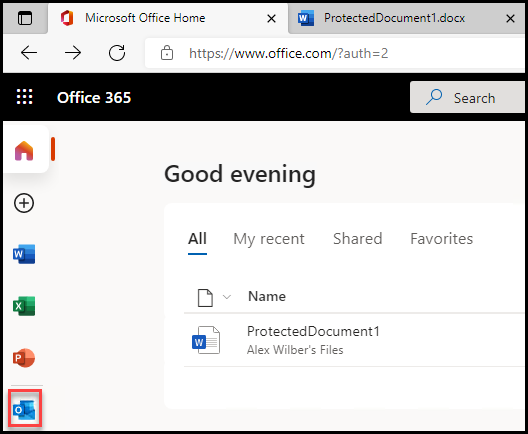 Microsoft Office Home
ProtectedDocument1.docx
https://www.office.com/?auth=2
Office 365
Search
Good evening
All My recent Shared Favorites
Name
ProtectedDocument1
Alex Wilber's Files